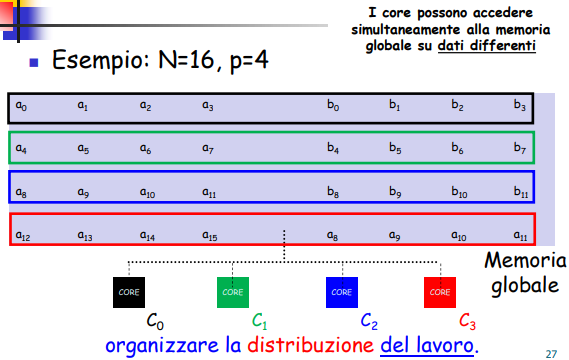 I core possono accedere
simultaneamente alla memoria
globale su dati differenti
Esempio: N=16, p=4
a₀ a₁ a₂ a₃ b₀ b₁ b₂ b₃
a₄ a₅ a₆ a₇ b₄ b₅ b₆ b₇
a₈ a₉ a₁₀ a₁₁ b₈ b₉ b₁₀ b₁₁
a₁₂ a₁₃ a₁₄ a₁₅ a₈ a₉ a₁₀ a₁₁
Memoria
globale
CORE CORE CORE CORE
C₀ C₁ C₂ C₃
organizzare la distribuzione del lavoro.
27